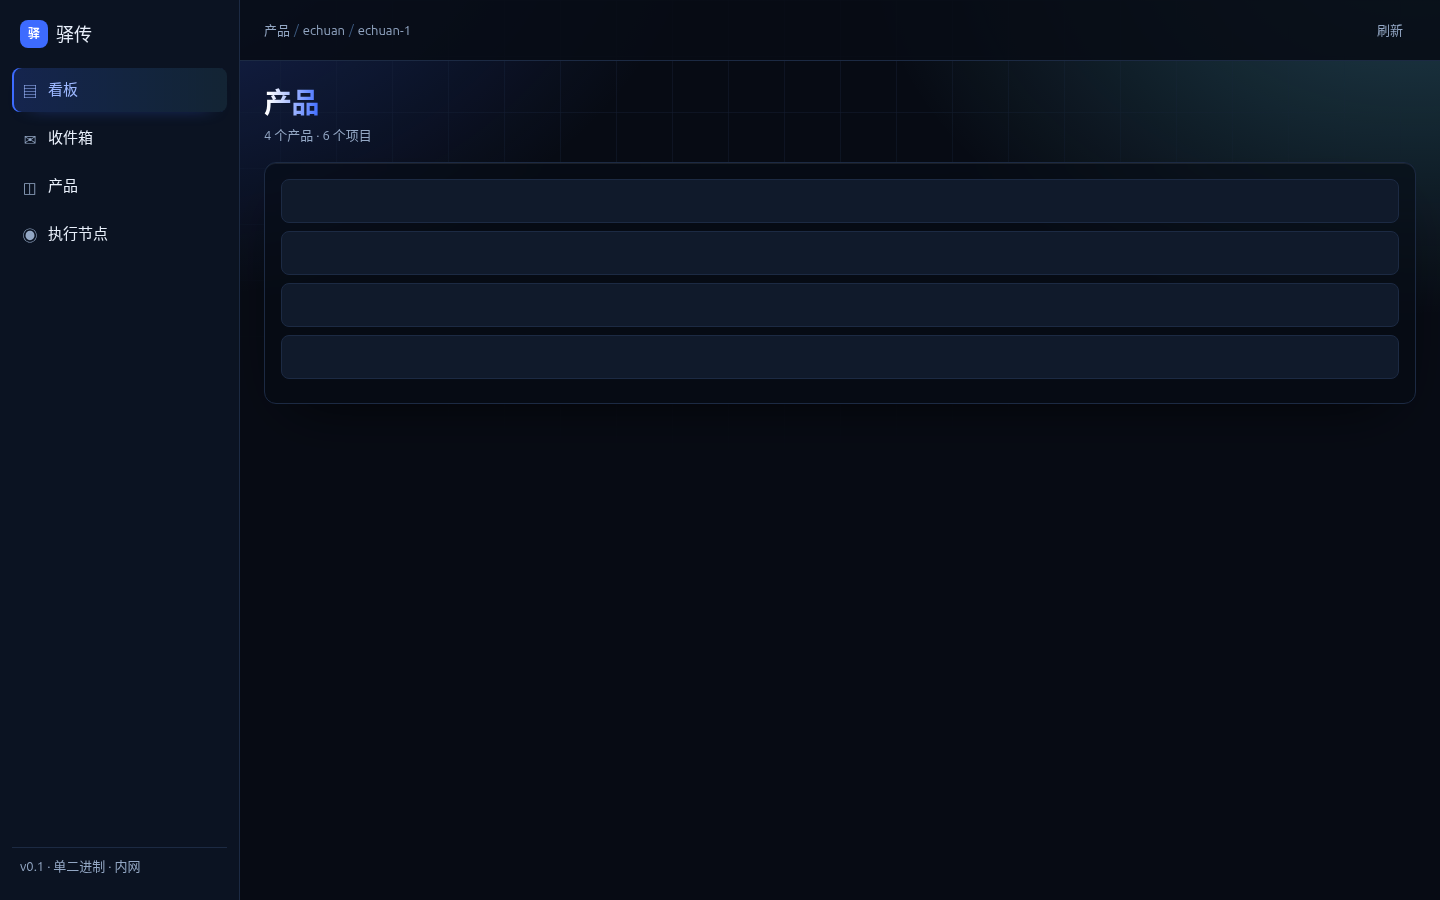 驿 驿传
看板
收件箱
产品
执行节点
v0.1 · 单二进制 · 内网
产品 / echuan / echuan-1
刷新
产品
4 个产品 · 6 个项目